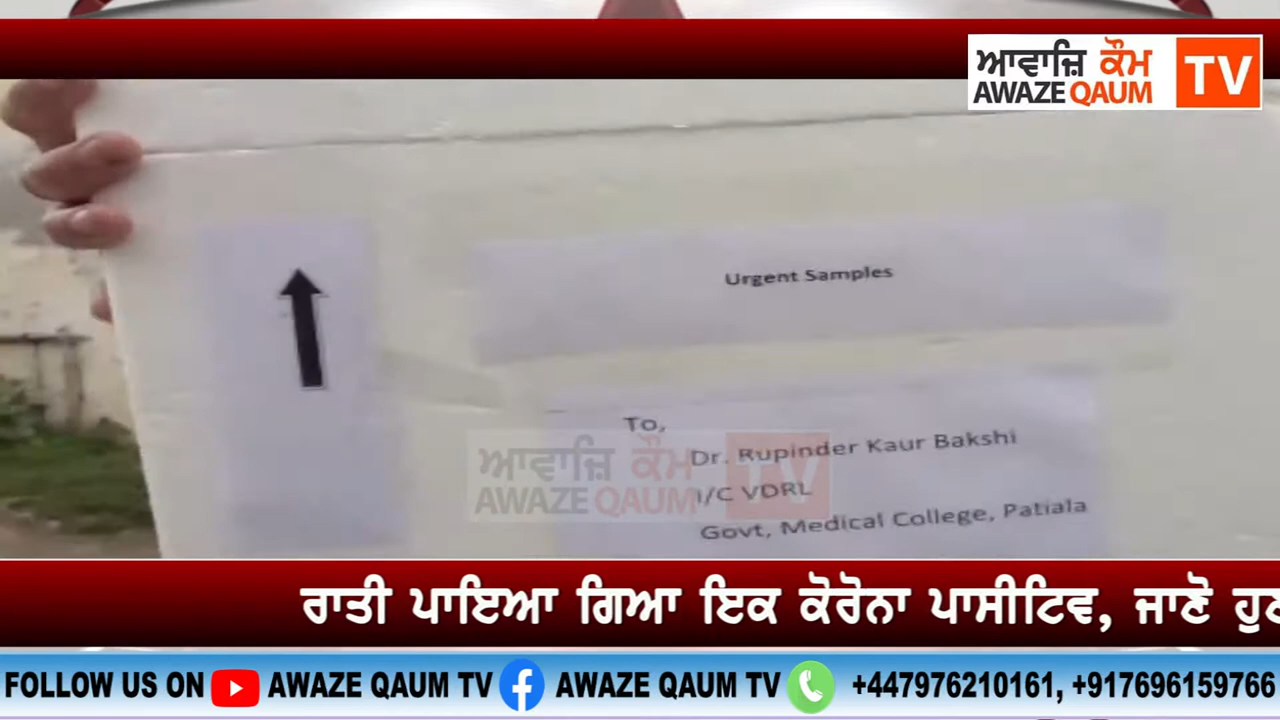 ਆਵਾਜ਼ਿ ਕੌਮ TV
AWAZE QAUM
Urgent Samples
To,
Dr. Rupinder Kaur Bakshi
I/C VDRL
Govt, Medical College, Patiala
ਆਵਾਜ਼ਿ ਕੌਮ TV
AWAZE QAUM
ਰਾਤੀ ਪਾਇਆ ਗਿਆ ਇਕ ਕੋਰੋਨਾ ਪਾਸੀਟਿਵ, ਜਾਣੋ ਹੁਣ
FOLLOW US ON AWAZE QAUM TV AWAZE QAUM TV +447976210161, +917696159766